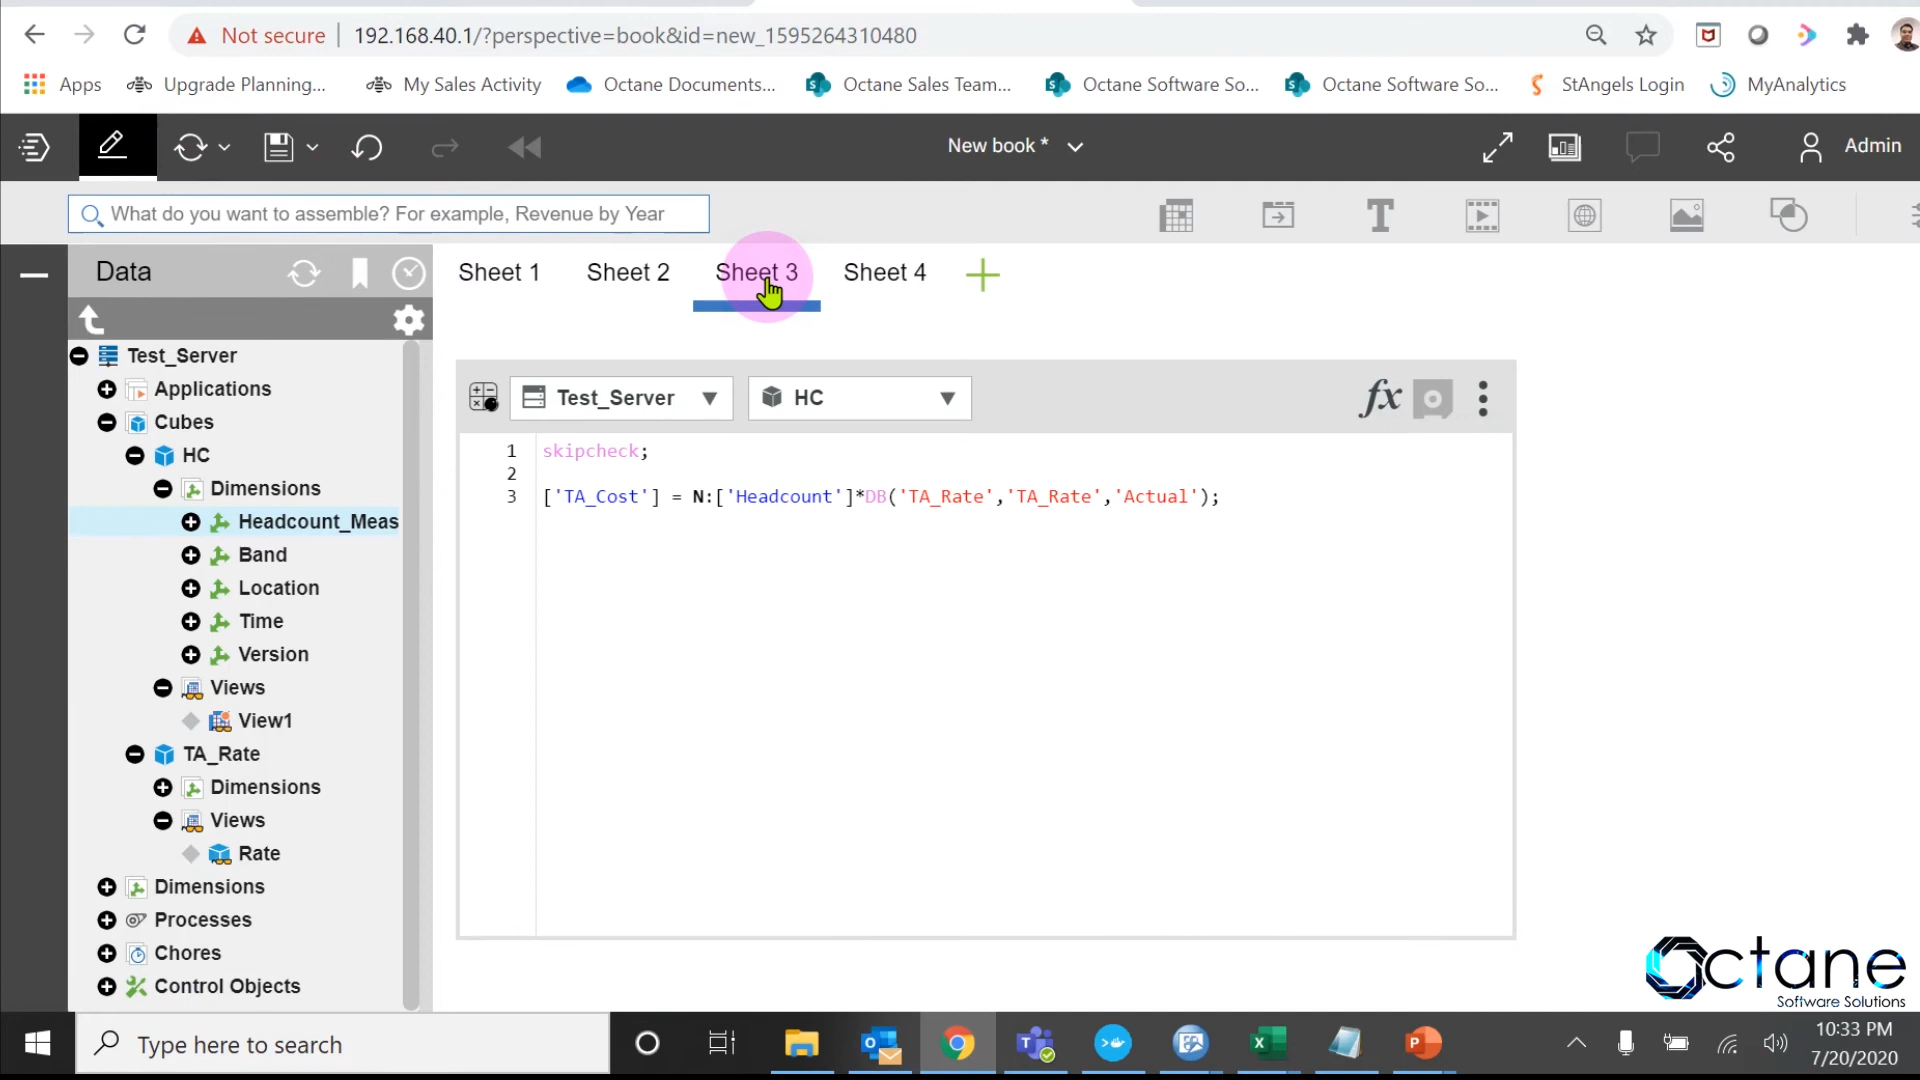 Not secure 192.168.40.1/?perspective=book&id=new_1595264310480
Apps Upgrade Planning... My Sales Activity Octane Documents... Octane Sales Team... Octane Software So... Octane Software So... StAngels Login MyAnalytics
New book * Admin
What do you want to assemble? For example, Revenue by Year
T
Data
Sheet 1 Sheet 2 Sheet 3 Sheet 4
Test_Server
Applications
Cubes
HC
Dimensions
Headcount_Meas
Band
Location
Time
Version
Views
View1
TA_Rate
Dimensions
Views
Rate
Dimensions
Processes
Chores
Control Objects
Test_Server HC fx
1 skipcheck;
2
3 ['TA_Cost'] = N:['Headcount']*DB('TA_Rate','TA_Rate','Actual');
Octane
Software Solutions
Type here to search
10:33 PM
7/20/2020